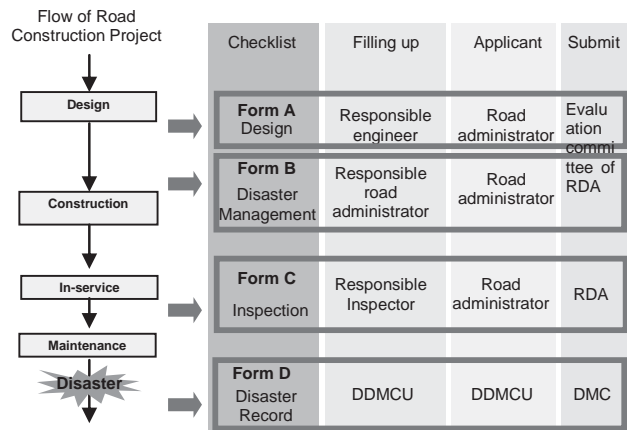 Flow of Road
Construction Project
Checklist
Filling up
Applicant
Submit
Design
Form A
Design
Responsible
engineer
Road
administrator
Evalu
ation
commi
ttee of
RDA
Form B
Disaster
Management
Responsible
road
administrator
Road
administrator
Construction
In-service
Form C
Inspection
Responsible
Inspector
Road
administrator
RDA
Maintenance
Disaster
Form D
Disaster
Record
DDMCU
DDMCU
DMC